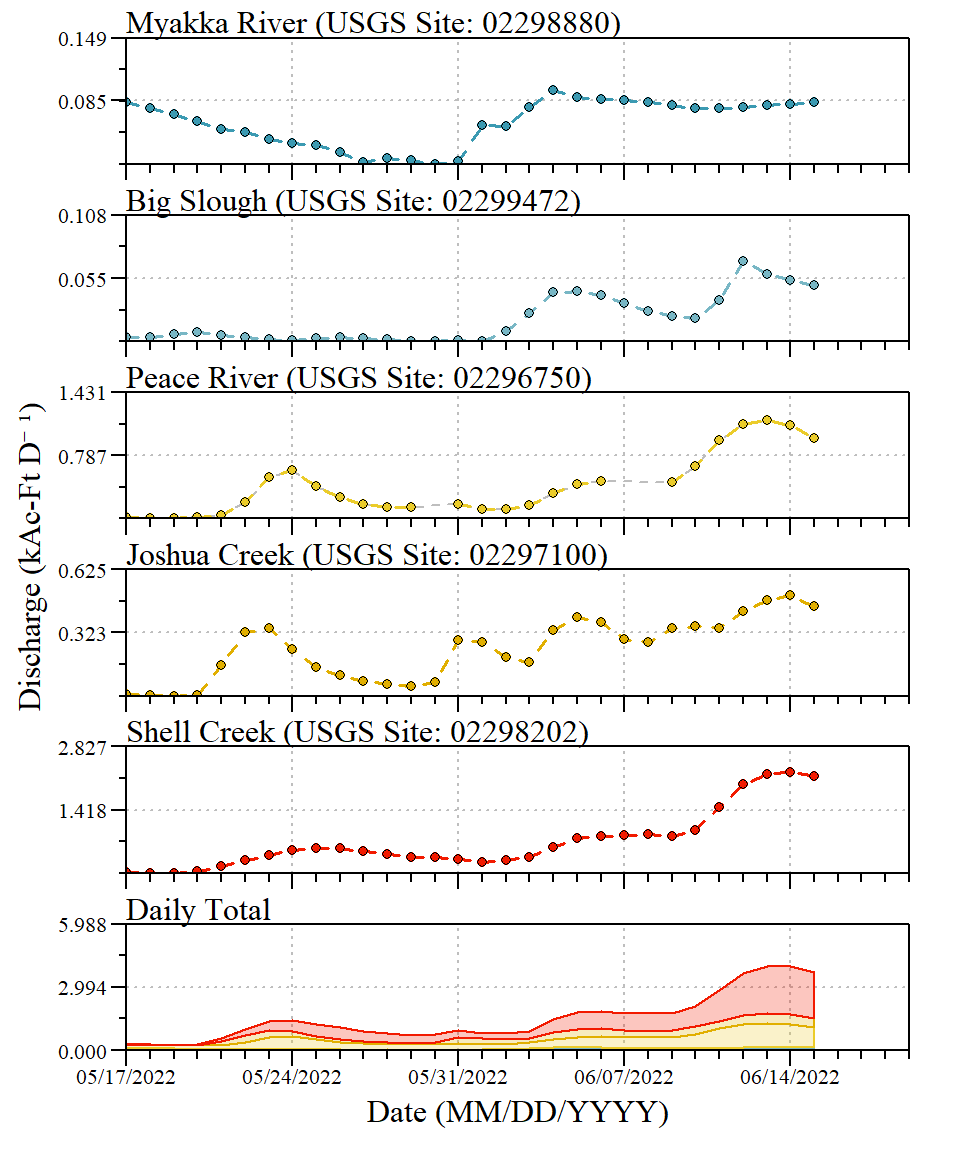 Myakka River (USGS Site: 02298880)
0.149
0.085
Big Slough (USGS Site: 02299472)
0.108
0.055
Peace River (USGS Site: 02296750)
1.431
0.787
Joshua Creek (USGS Site: 02297100)
0.625
0.323
Shell Creek (USGS Site: 02298202)
2.827
1.418
Daily Total
5.988
2.994
0.000
Discharge (kAc-Ft D⁻¹)
05/17/2022 05/24/2022 05/31/2022 06/07/2022 06/14/2022
Date (MM/DD/YYYY)